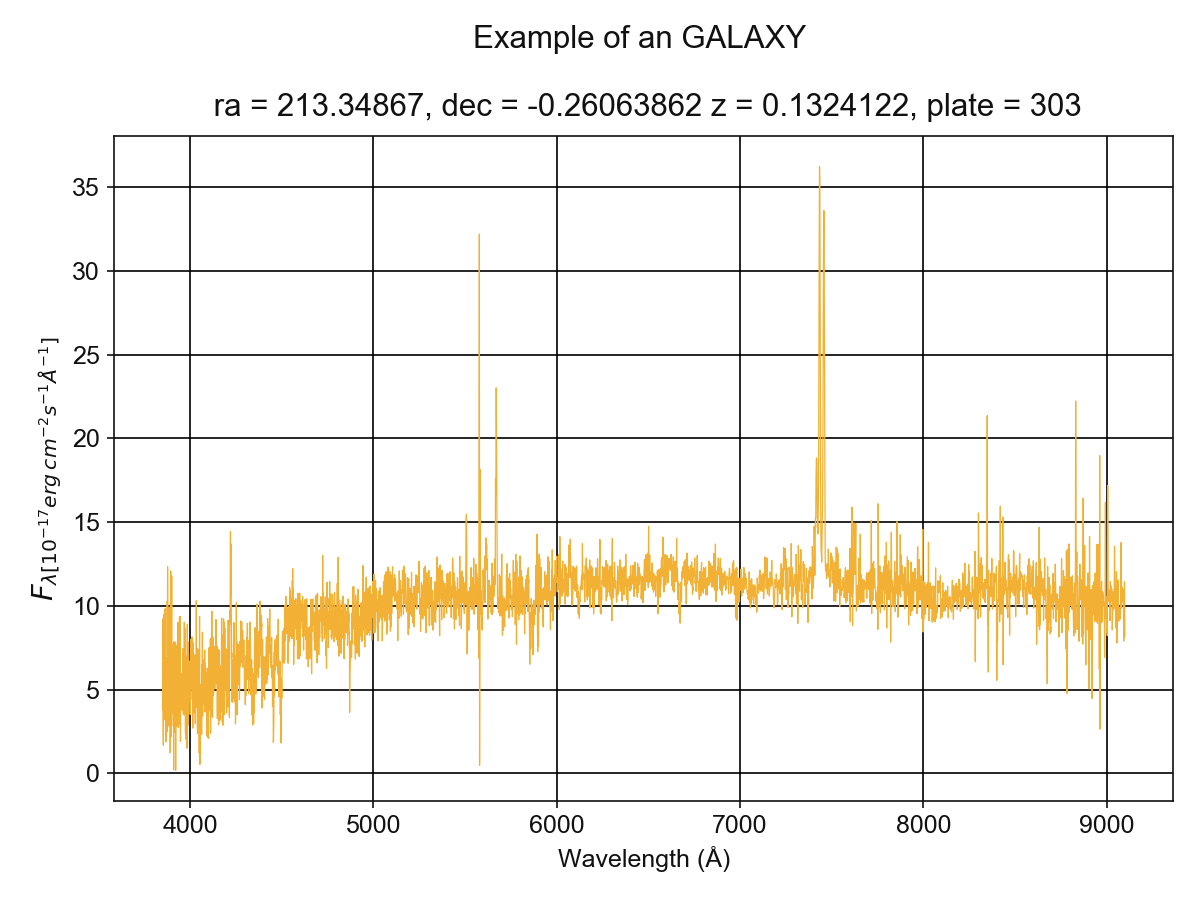 Example of an GALAXY
ra = 213.34867, dec = -0.26063862 z = 0.1324122, plate = 303
35
30
25
20
15
10
5
0
F_{λ[10^{-17} erg cm^{-2} s^{-1} Å^{-1}]}
4000 5000 6000 7000 8000 9000
Wavelength (Å)